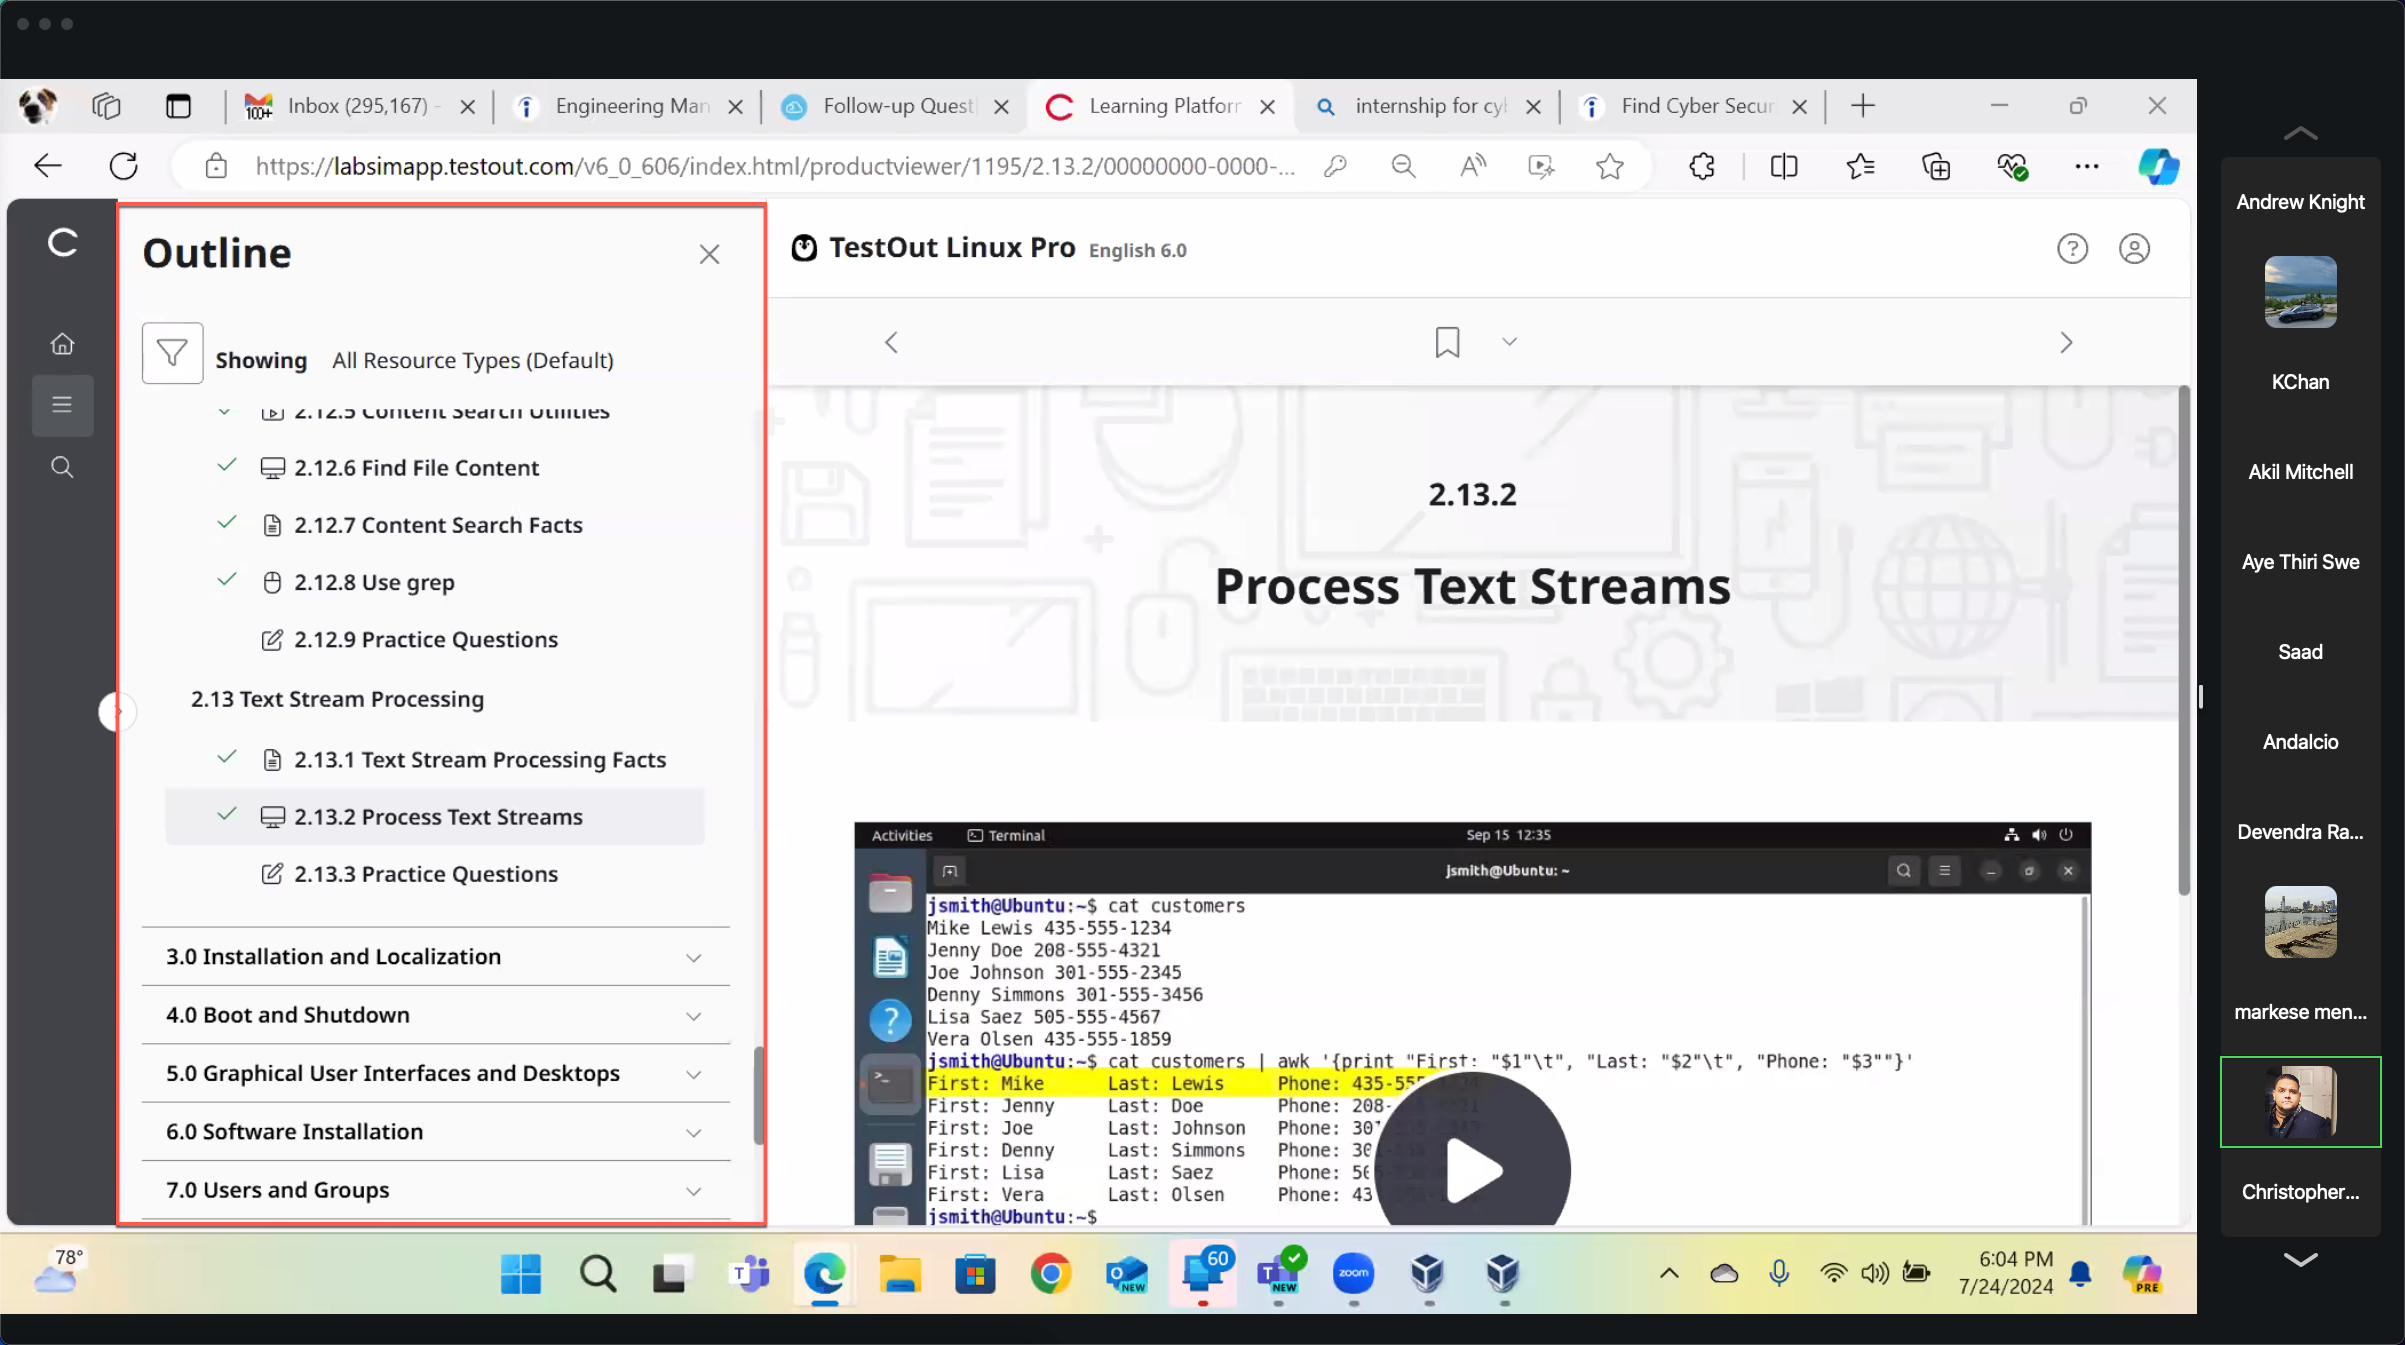 Inbox (295,167) -
Engineering Man
Follow-up Quest
Learning Platfor
internship for cy
Find Cyber Secur
https://labsimapp.testout.com/v6_0_606/index.html/productviewer/1195/2.13.2/00000000-0000-...
Outline
Showing All Resource Types (Default)
2.12.5 Content Search Utilities
2.12.6 Find File Content
2.12.7 Content Search Facts
2.12.8 Use grep
2.12.9 Practice Questions
2.13 Text Stream Processing
2.13.1 Text Stream Processing Facts
2.13.2 Process Text Streams
2.13.3 Practice Questions
3.0 Installation and Localization
4.0 Boot and Shutdown
5.0 Graphical User Interfaces and Desktops
6.0 Software Installation
7.0 Users and Groups
TestOut Linux Pro English 6.0
2.13.2
Process Text Streams
Activities Terminal Sep 15 12:35
jsmith@Ubuntu: ~
jsmith@Ubuntu:~$ cat customers
Mike Lewis 435-555-1234
Jenny Doe 208-555-4321
Joe Johnson 301-555-2345
Denny Simmons 301-555-3456
Lisa Saez 505-555-4567
Vera Olsen 435-555-1859
jsmith@Ubuntu:~$ cat customers | awk '{print "First: "$1"\t", "Last: "$2"\t", "Phone: "$3""}'
First: Mike Last: Lewis Phone: 435-555
First: Jenny Last: Doe Phone: 208-
First: Joe Last: Johnson Phone: 30
First: Denny Last: Simmons Phone: 30
First: Lisa Last: Saez Phone: 50
First: Vera Last: Olsen Phone: 43
jsmith@Ubuntu:~$
78°
100+
NEW
60
NEW
zoom
6:04 PM
7/24/2024
PRE
Andrew Knight
KChan
Akil Mitchell
Aye Thiri Swe
Saad
Andalcio
Devendra Ra...
markese men...
Christopher...